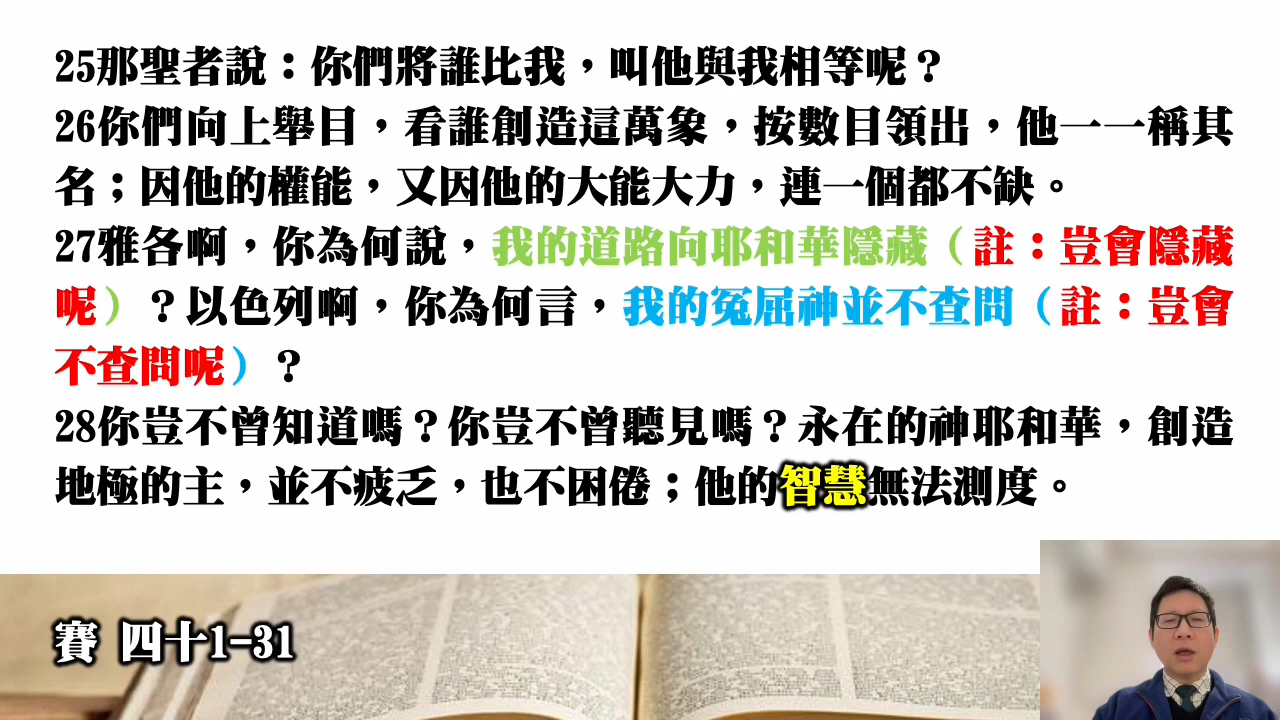 25那聖者說：你們將誰比我，叫他與我相等呢？
26你們向上舉目，看誰創造這萬象，按數目領出，他一一稱其
名；因他的權能，又因他的大能大力，連一個都不缺。
27雅各啊，你為何說，我的道路向耶和華隱藏（註：豈會隱藏
呢）？以色列啊，你為何言，我的冤屈神並不查問（註：豈會
不查問呢）？
28你豈不曾知道嗎？你豈不曾聽見嗎？永在的神耶和華，創造
地極的主，並不疲乏，也不困倦；他的智慧無法測度。
賽 四十1-31